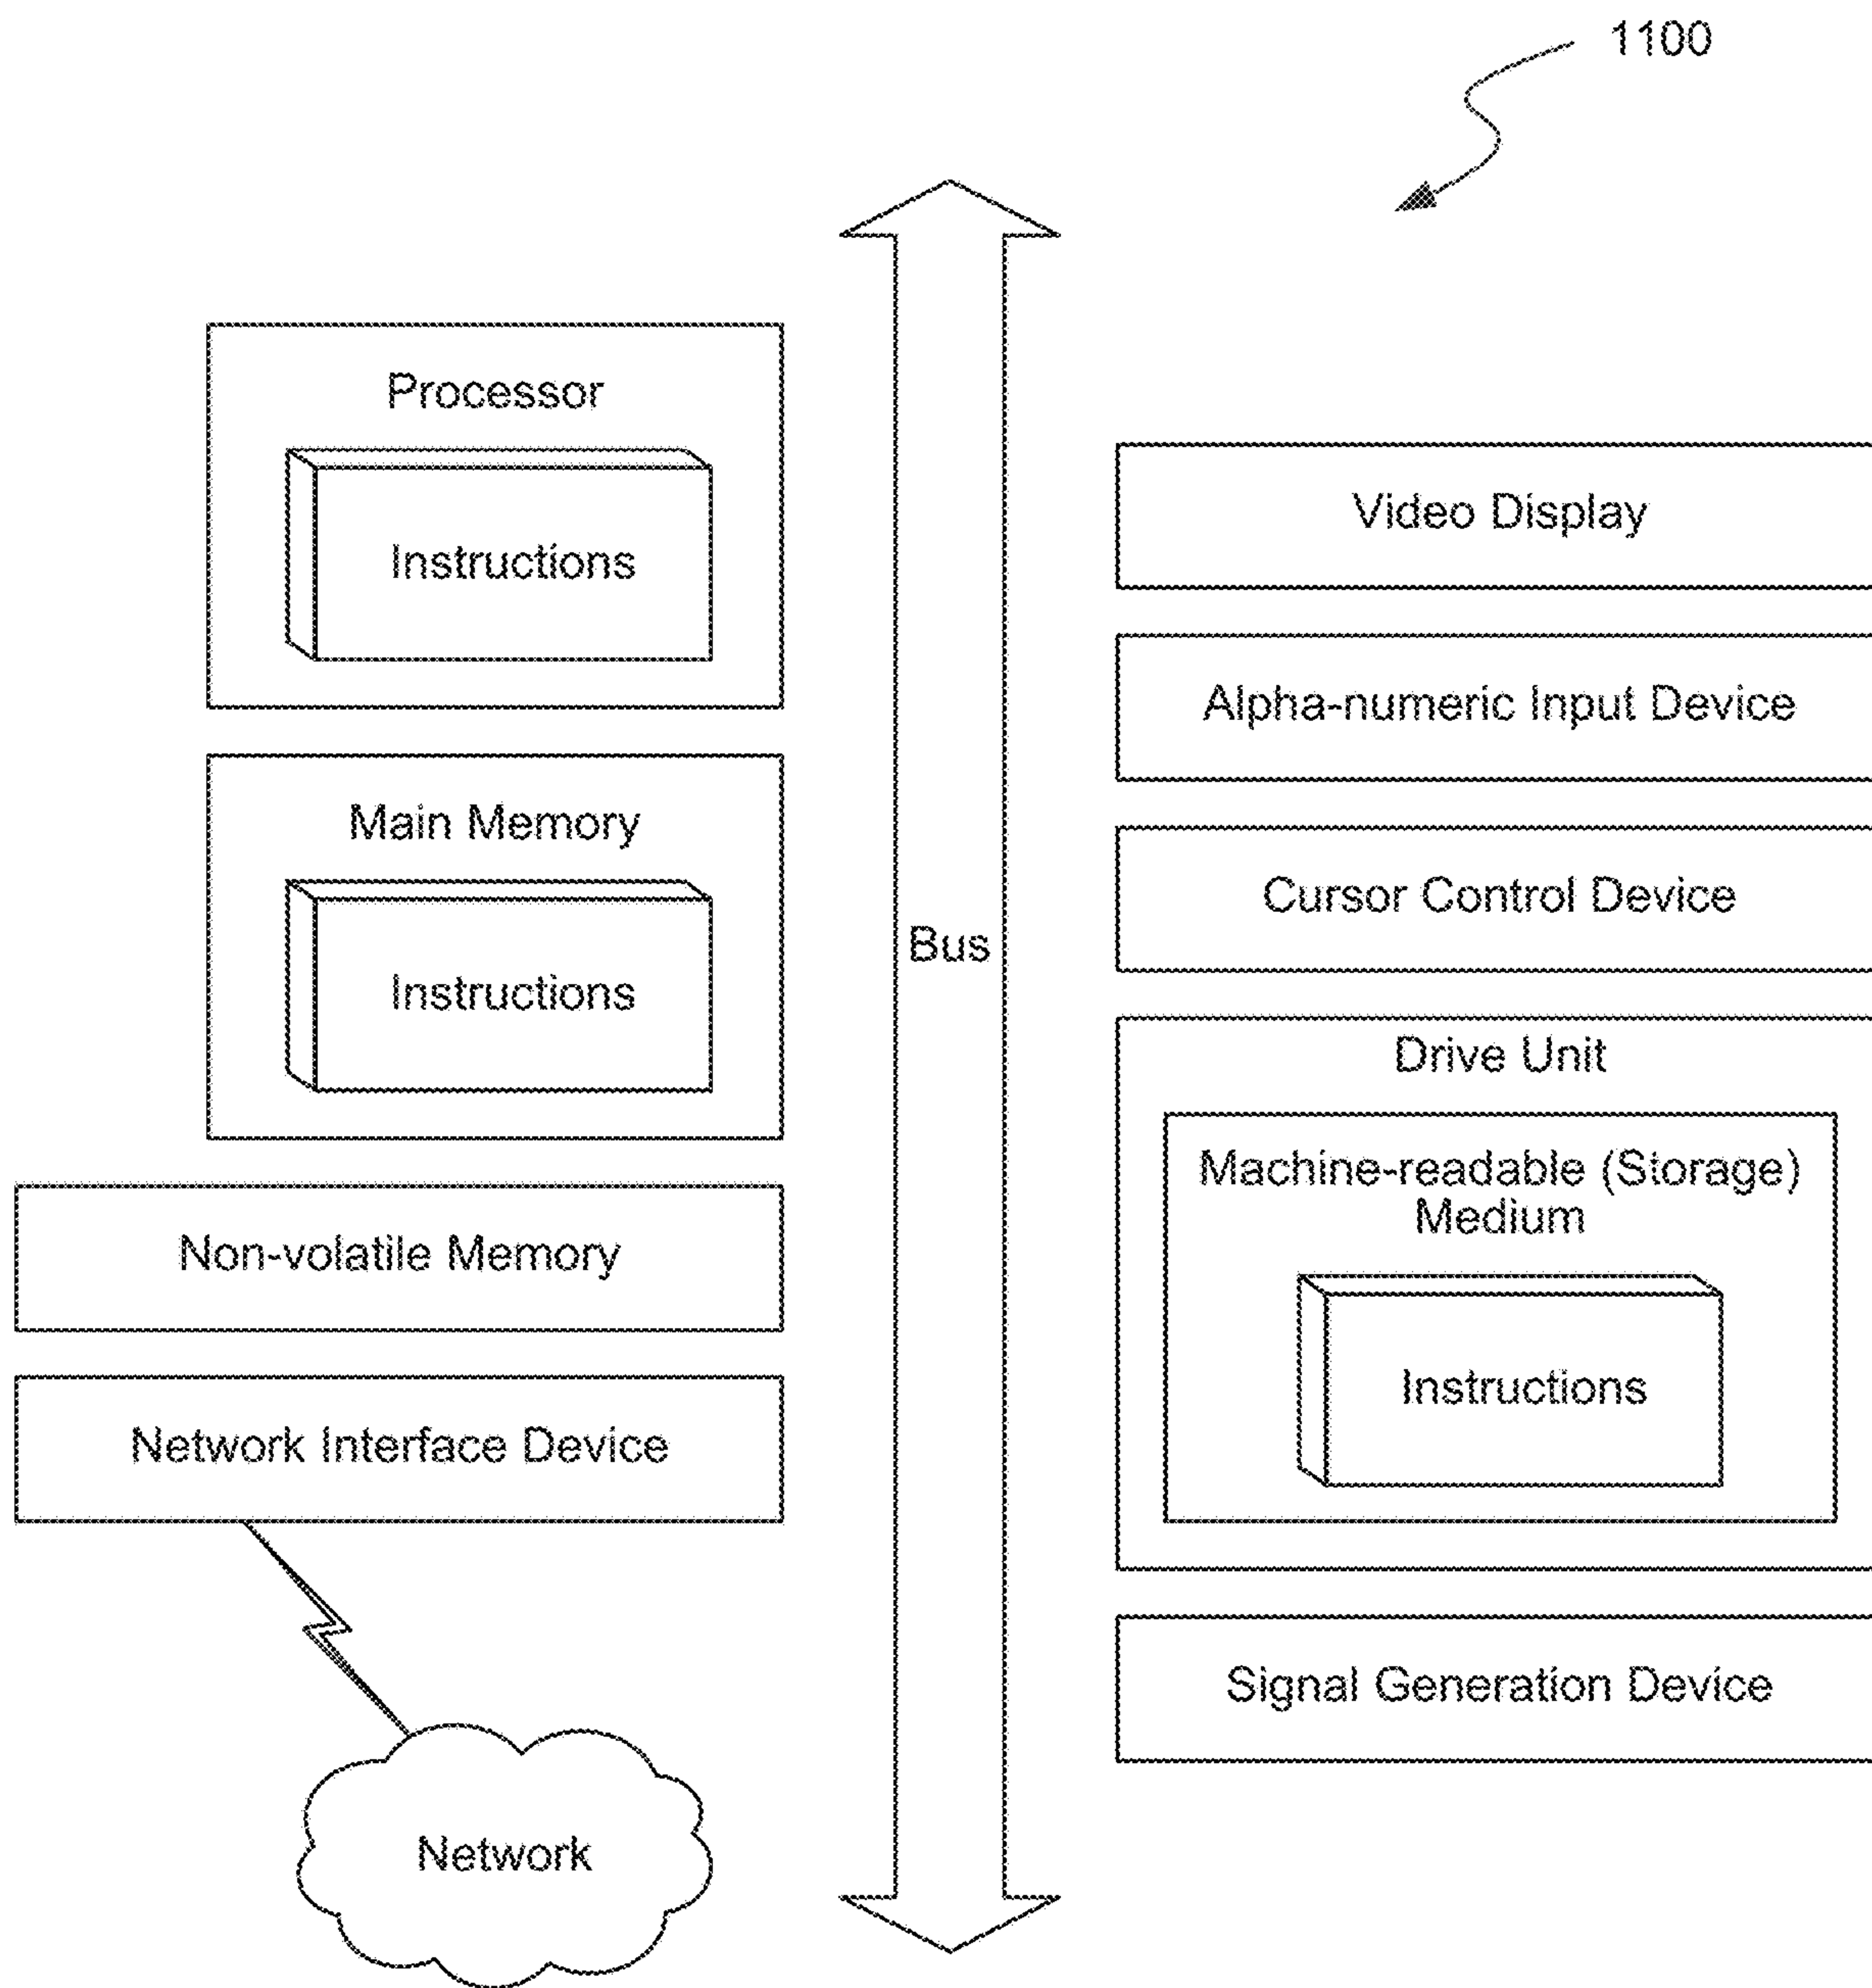 1100
Processor
Instructions
Main Memory
Instructions
Non-volatile Memory
Network Interface Device
Network
Bus
Video Display
Alpha-numeric Input Device
Cursor Control Device
Drive Unit
Machine-readable (Storage)
Medium
Instructions
Signal Generation Device